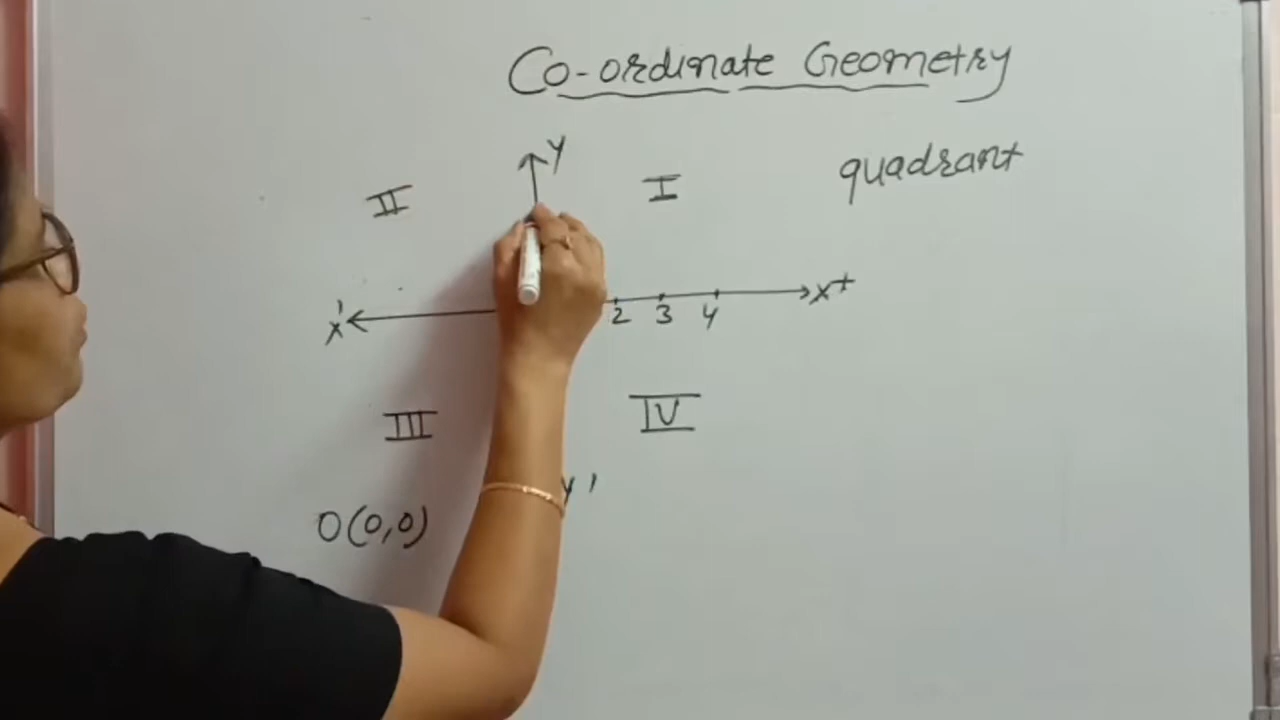 Co-ordinate Geometry
Y
quadrant
II
I
X' X+
2 3 4
III
IV
Y'
O(0,0)